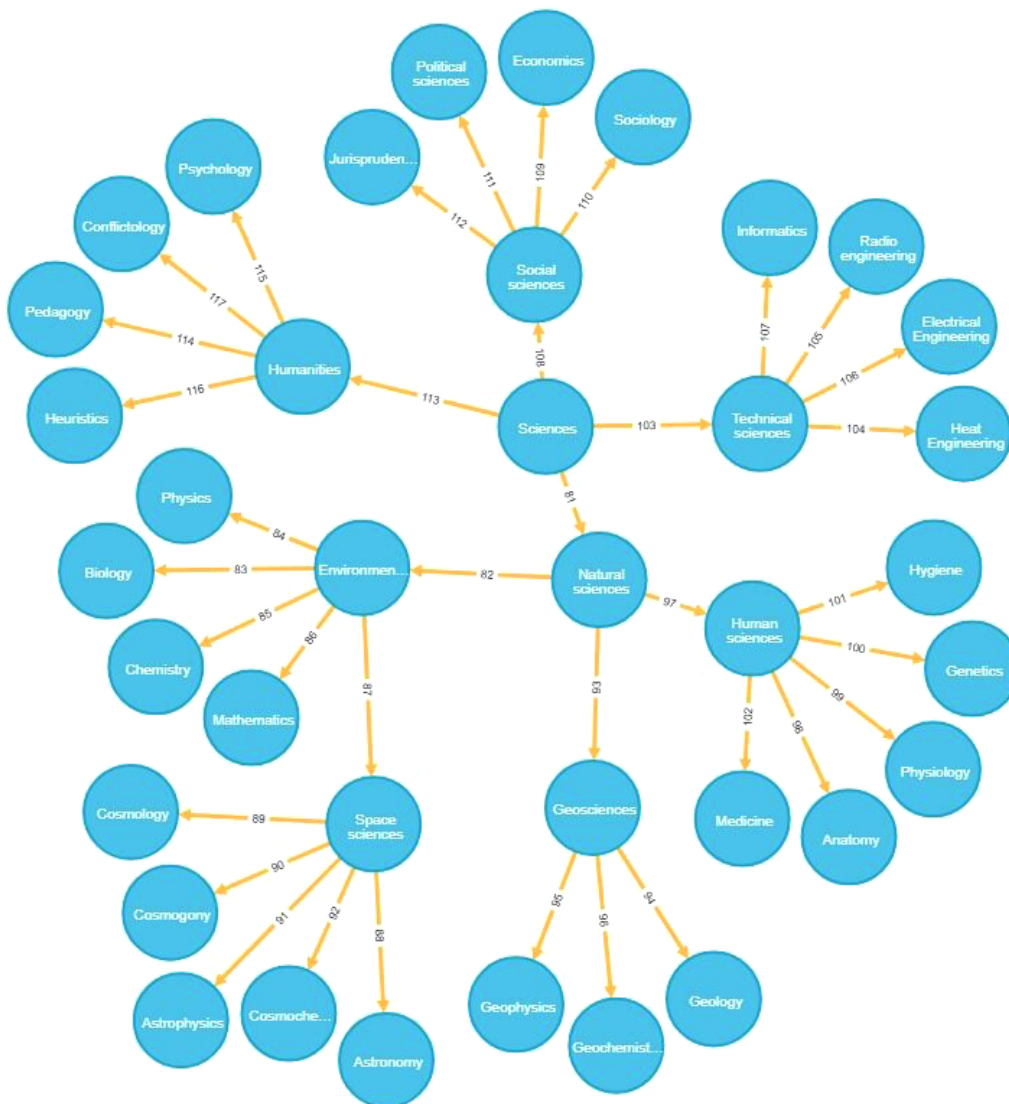 Political
sciences
Economics
Sociology
Jurispruden...
Psychology
Conflictology
Pedagogy
Heuristics
Humanities
Social
sciences
Informatics
Radio
engineering
Electrical
Engineering
Heat
Engineering
Technical
sciences
Sciences
111
109
110
112
115
117
114
116
113
108
107
105
106
104
103
81
Physics
Biology
Chemistry
Mathematics
Environmen...
Natural
sciences
Human
sciences
Hygiene
Genetics
Physiology
Anatomy
Medicine
84
83
85
86
82
87
93
97
101
100
99
98
102
Cosmology
Cosmogony
Astrophysics
Cosmoche...
Astronomy
Space
sciences
Geosciences
Geophysics
Geochemist...
Geology
89
90
91
92
88
95
96
94